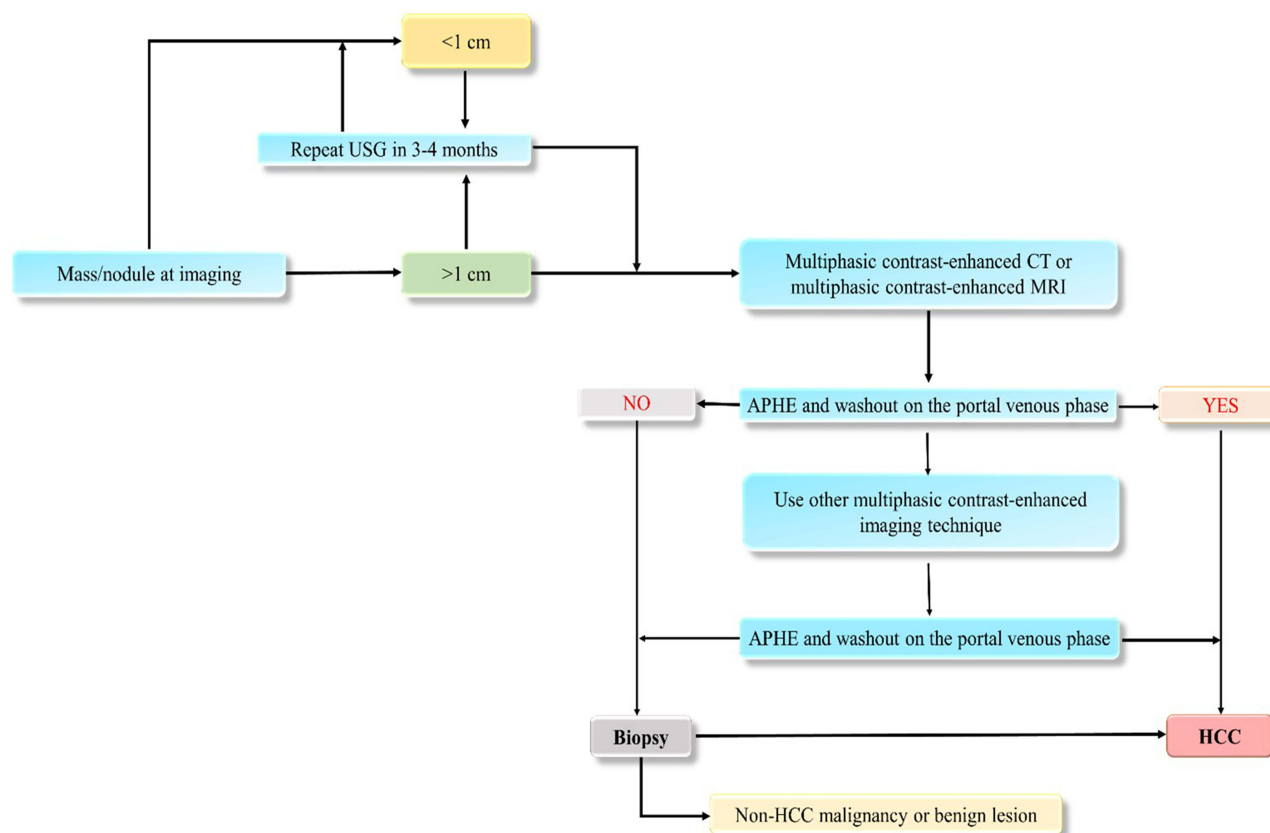 <1 cm
Repeat USG in 3-4 months
Mass/nodule at imaging
>1 cm
Multiphasic contrast-enhanced CT or
multiphasic contrast-enhanced MRI
NO
APHE and washout on the portal venous phase
YES
Use other multiphasic contrast-enhanced
imaging technique
APHE and washout on the portal venous phase
Biopsy
HCC
Non-HCC malignancy or benign lesion